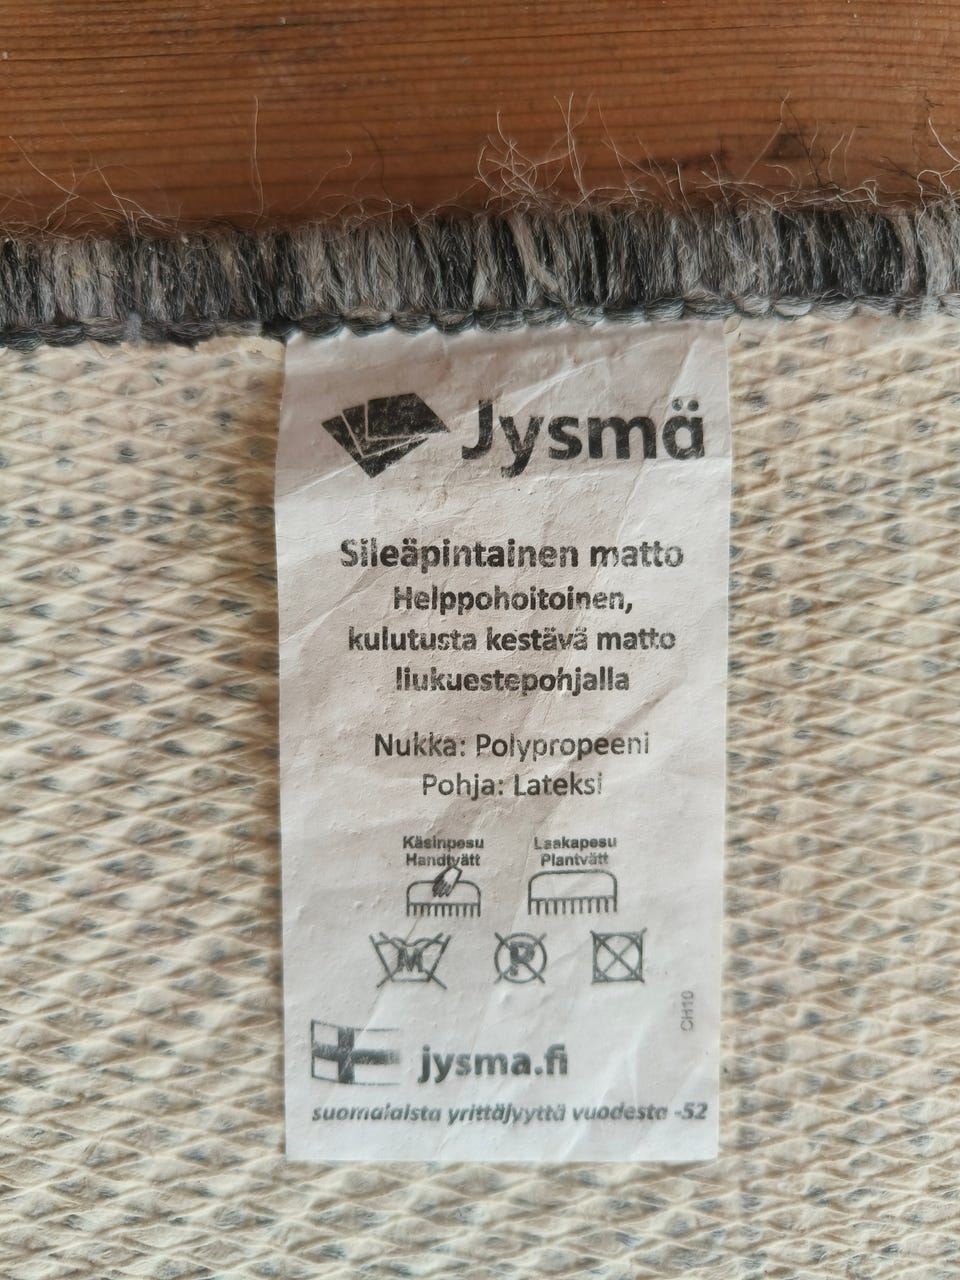 Jysmä
Sileäpintainen matto
Helppohoitoinen,
kulutusta kestävä matto
liukuestepohjalla
Nukka: Polypropeeni
Pohja: Lateksi
Käsinpesu Laakapesu
Handtvätt Plantvätt
M P
CH10
jysma.fi
suomalaista yrittäjyyttä vuodesta -52